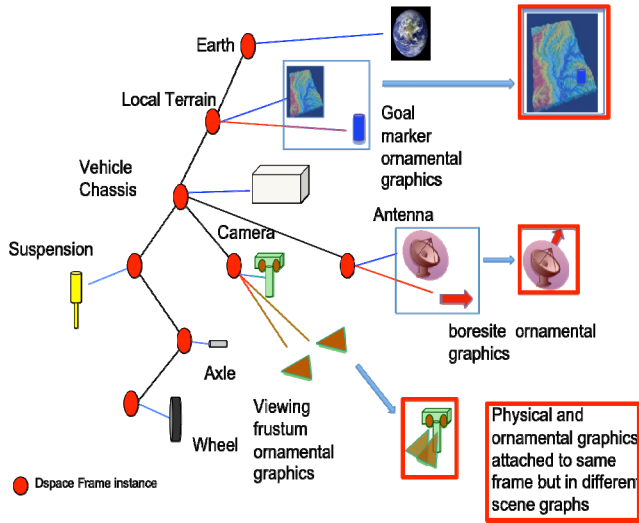 Earth
Local Terrain
Goal
marker
ornamental
graphics
Vehicle
Chassis
Antenna
Camera
Suspension
boresite ornamental
graphics
Axle
Viewing
frustum
ornamental
graphics
Wheel
Physical and
ornamental graphics
attached to same
frame but in different
scene graphs
Dspace Frame instance